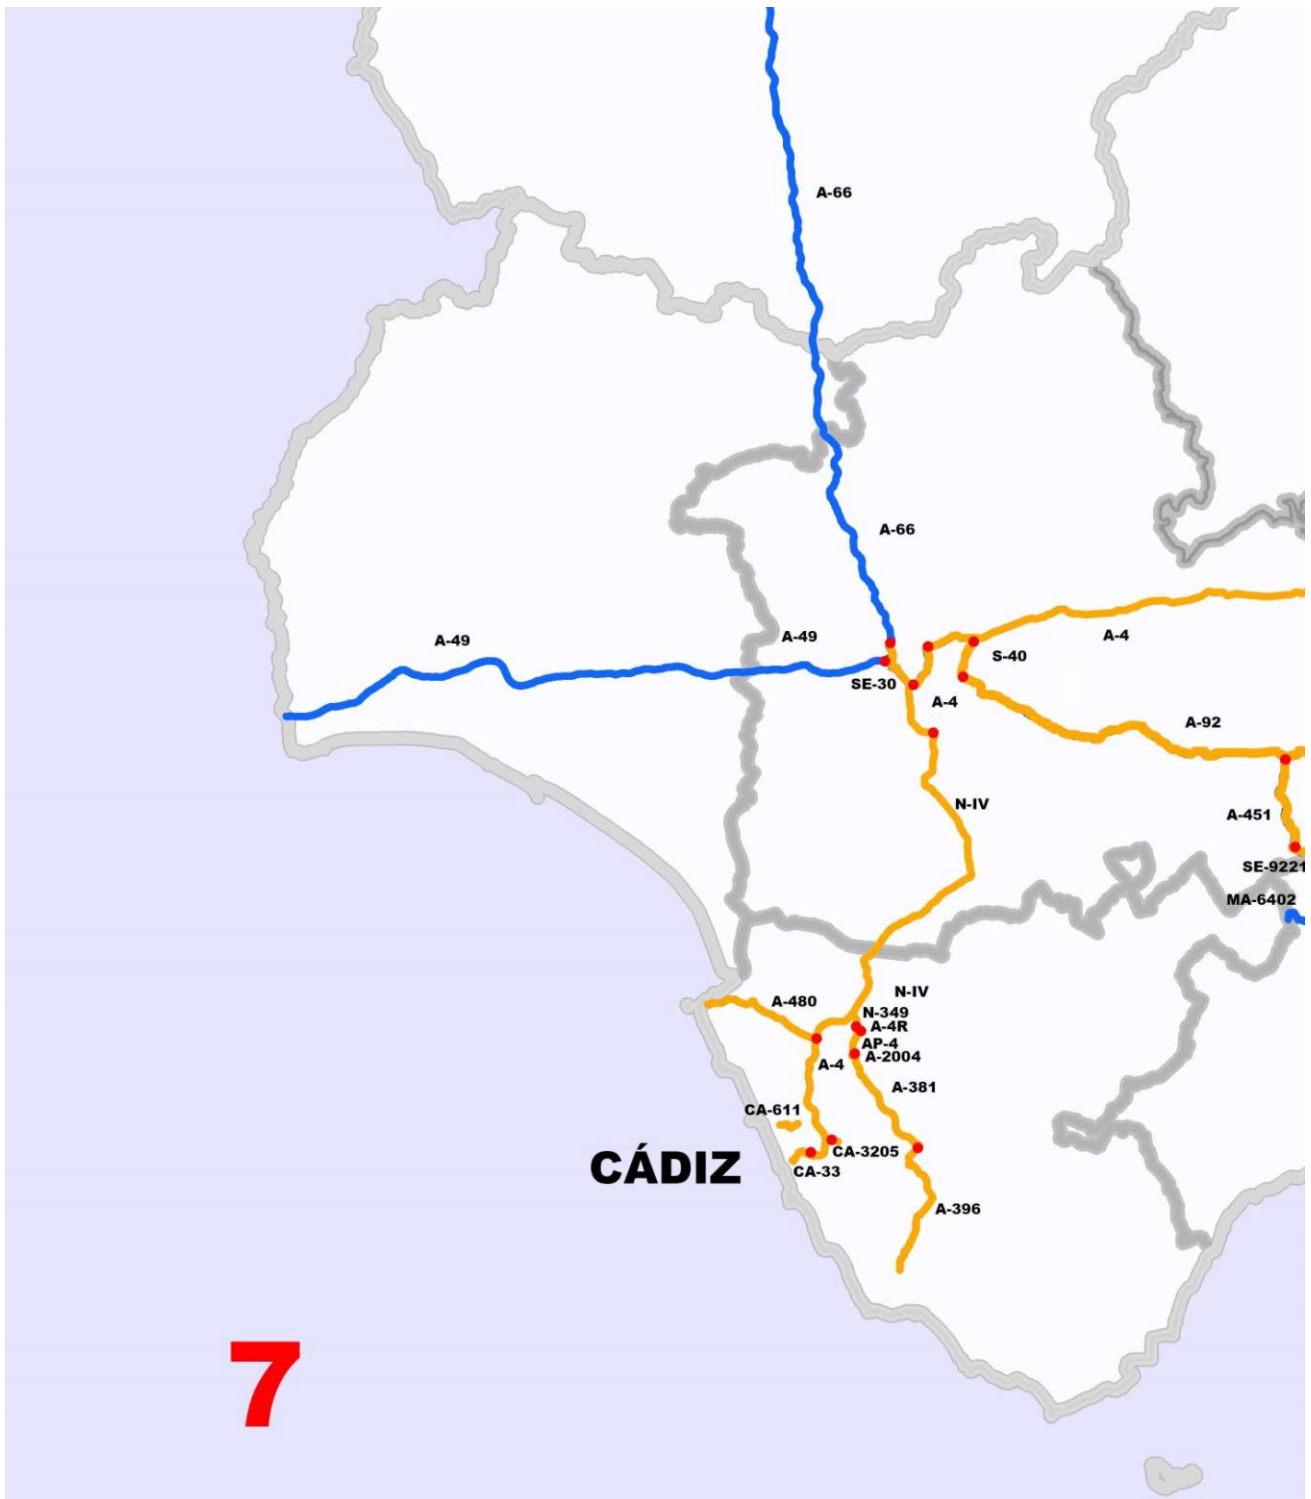 A-66
A-66
A-49
A-49
A-4
S-40
SE-30
A-4
A-92
N-IV
A-451
SE-9221
MA-6402
N-IV
A-480
N-349
A-4R
AP-4
A-2004
A-4
A-381
CA-611
CA-3205
CÁDIZ
CA-33
A-396
7